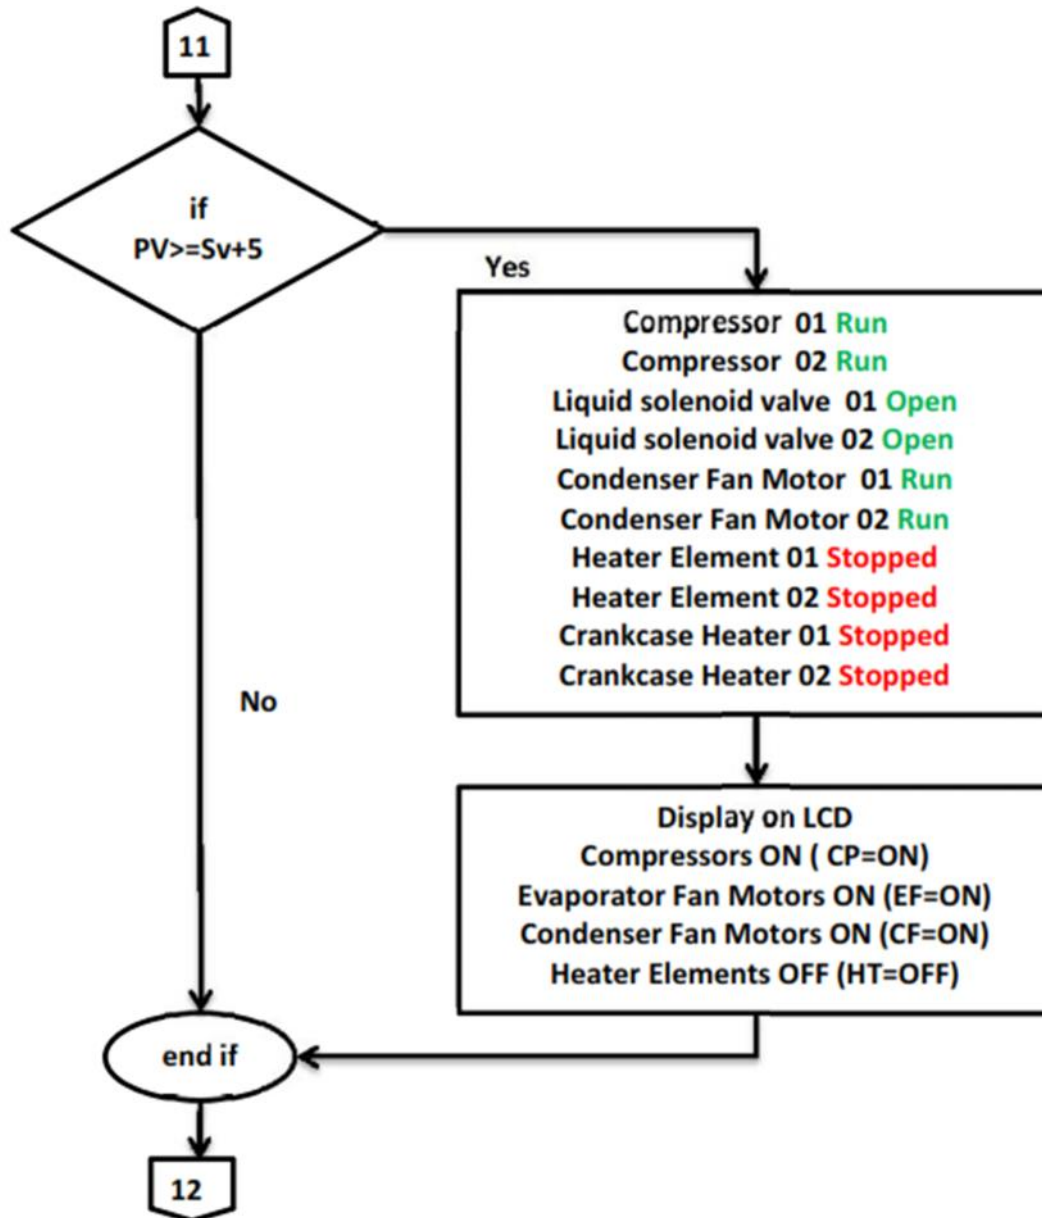 11
if
PV>=Sv+5
Yes
Compressor 01 Run
Compressor 02 Run
Liquid solenoid valve 01 Open
Liquid solenoid valve 02 Open
Condenser Fan Motor 01 Run
Condenser Fan Motor 02 Run
Heater Element 01 Stopped
Heater Element 02 Stopped
Crankcase Heater 01 Stopped
Crankcase Heater 02 Stopped
No
Display on LCD
Compressors ON ( CP=ON)
Evaporator Fan Motors ON (EF=ON)
Condenser Fan Motors ON (CF=ON)
Heater Elements OFF (HT=OFF)
end if
12